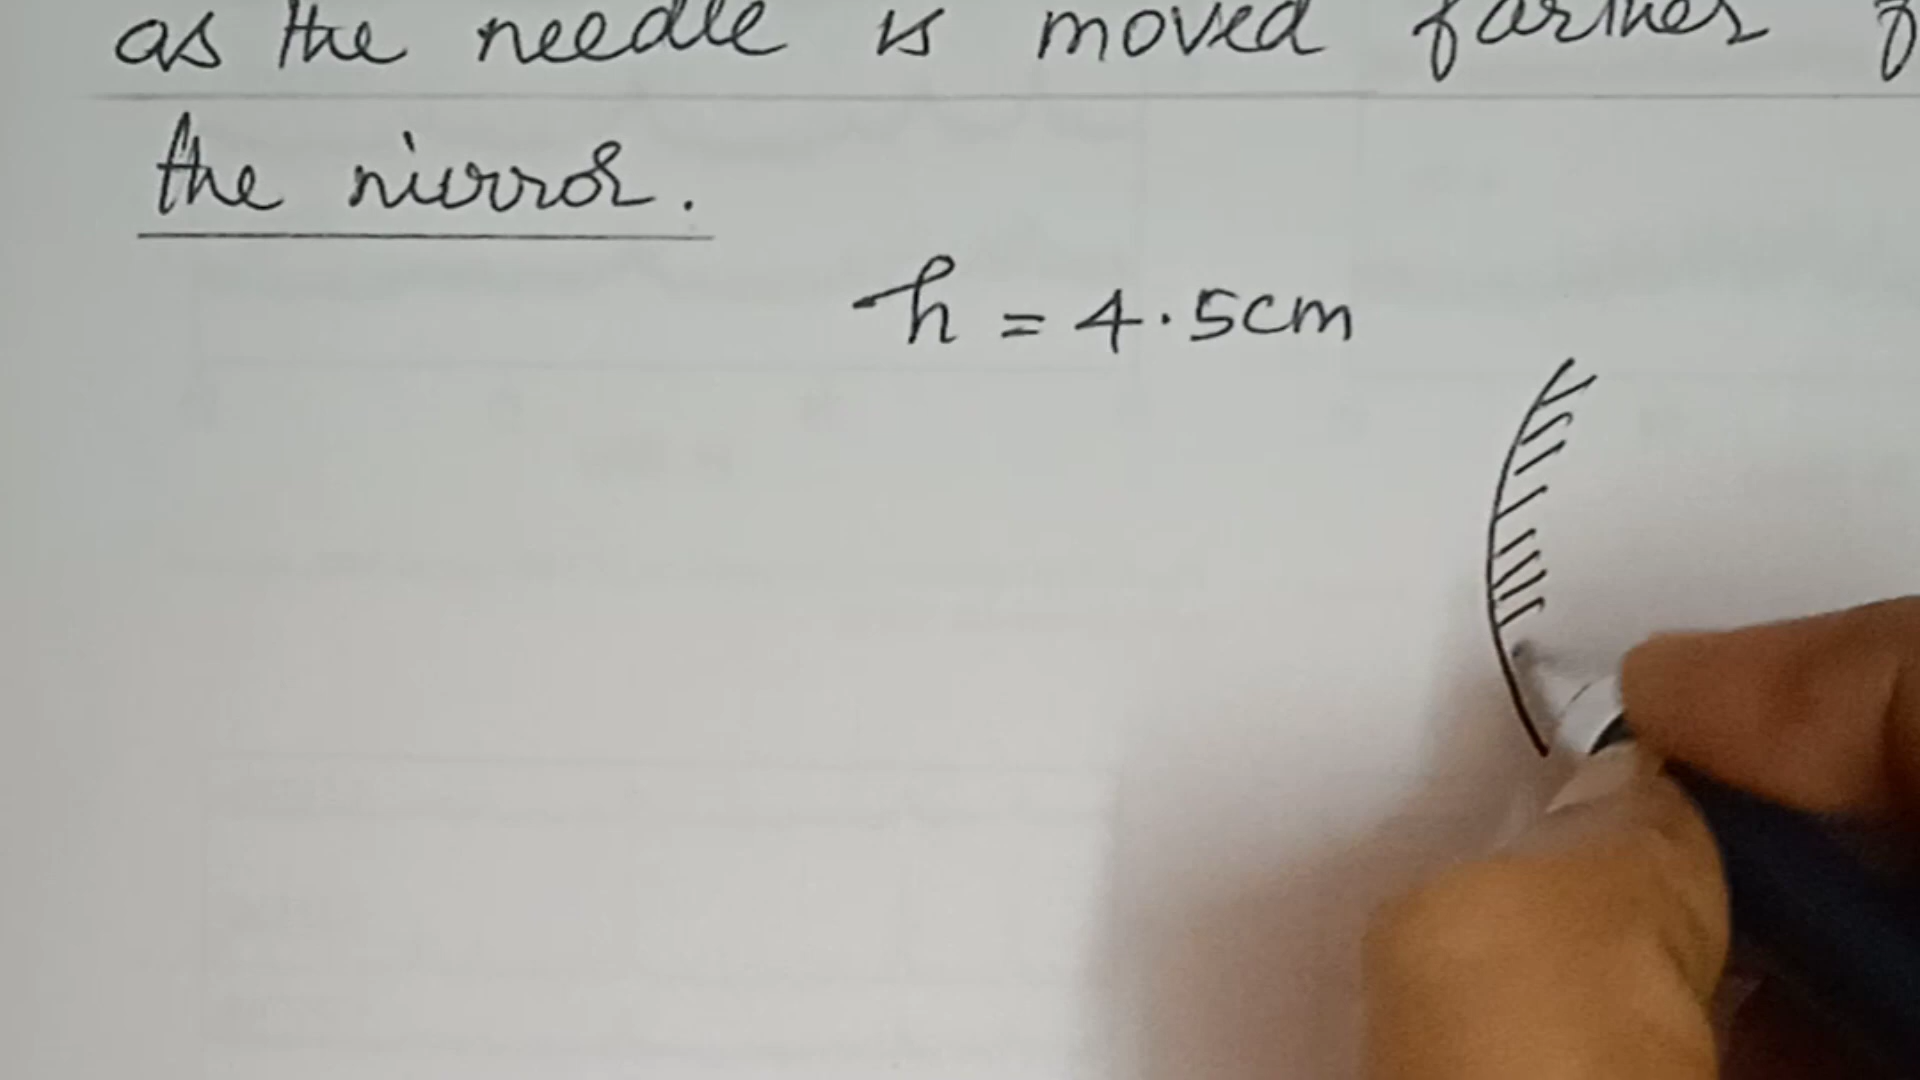 as the needle is moved farther
the mirror.
h = 4.5cm